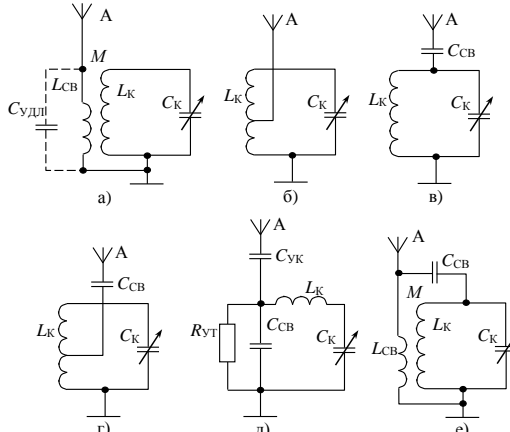 A A A
M
L_СВ L_К C_К C_УДЛ
L_К C_К
C_СВ L_К C_К
а) б) в)
A A A
C_СВ L_К C_К
C_УК L_К R_УТ C_СВ C_К
C_СВ M L_К L_СВ C_К
г) д) е)